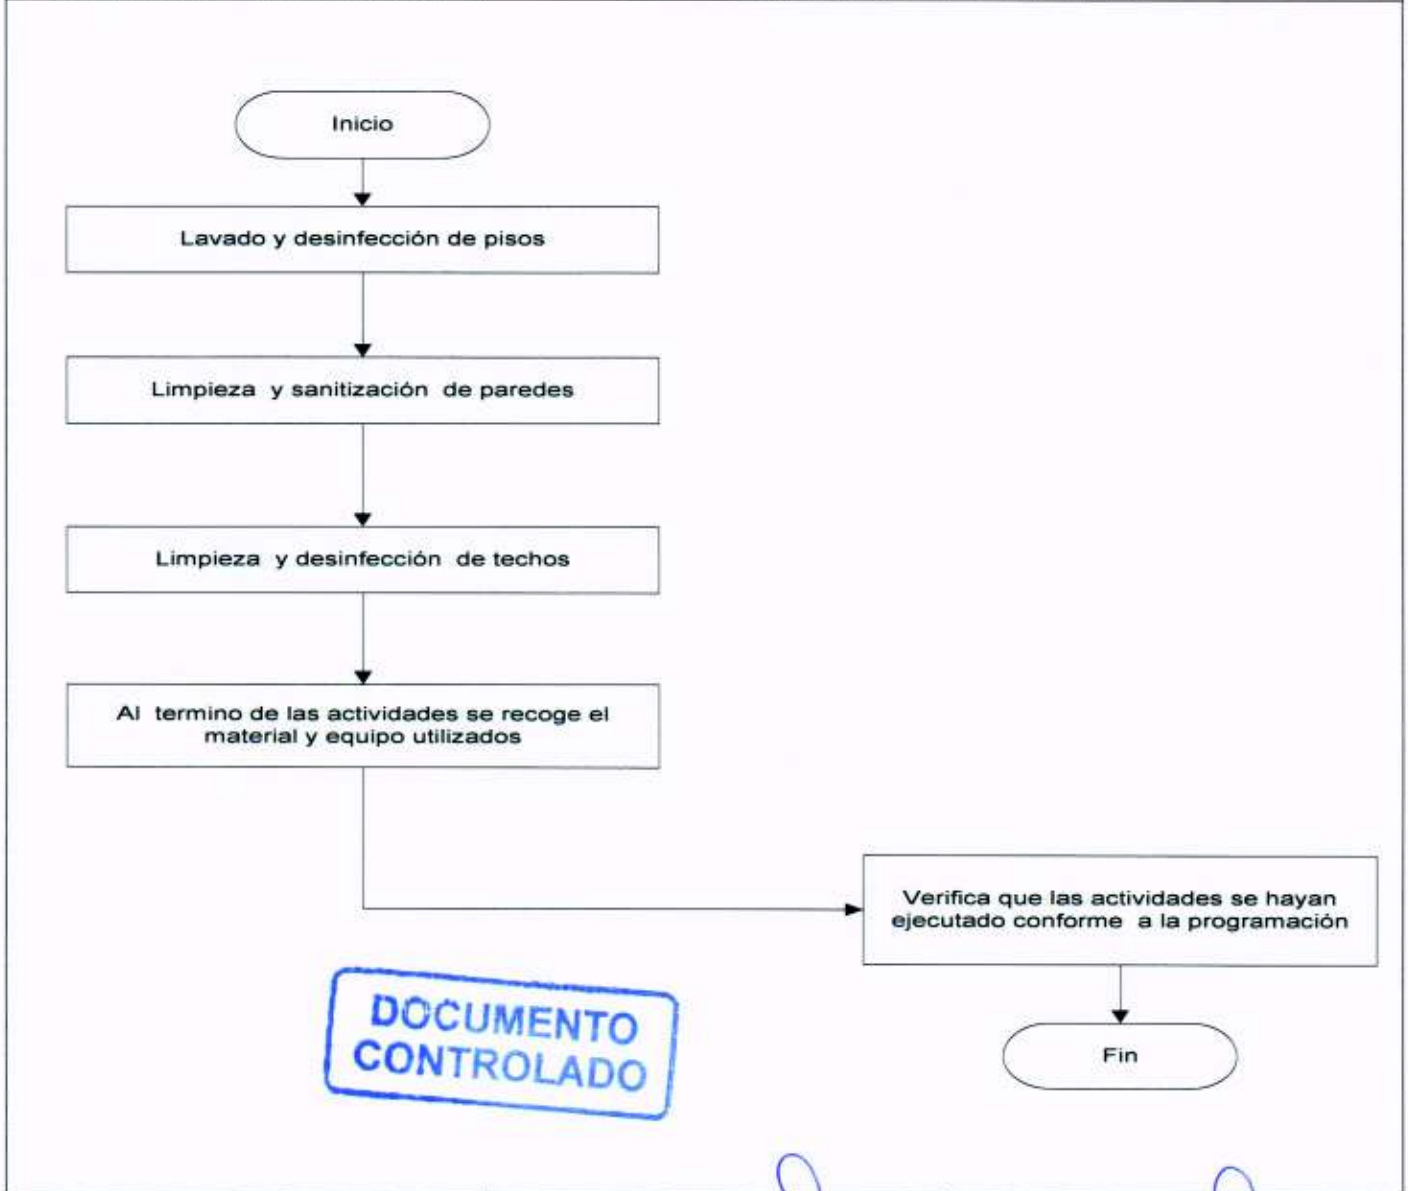 Inicio
Lavado y desinfección de pisos
Limpieza y sanitización de paredes
Limpieza y desinfección de techos
Al termino de las actividades se recoge el
material y equipo utilizados
Verifica que las actividades se hayan
ejecutado conforme a la programación
Fin
DOCUMENTO
CONTROLADO